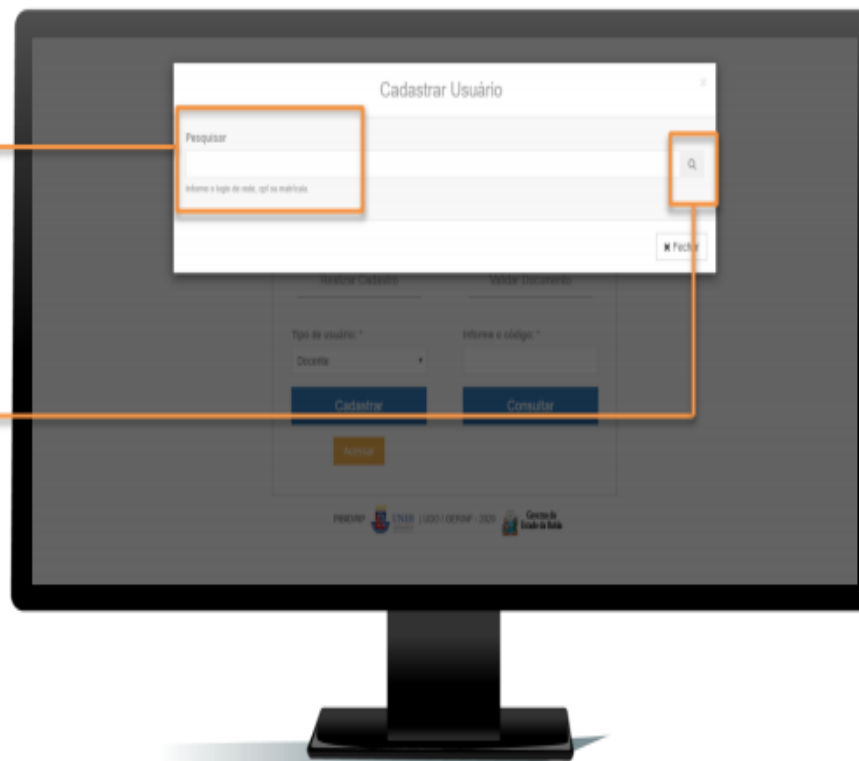 Cadastrar Usuário
x
Pesquisar
Informe o login de rede, cpf ou matrícula.
✖ Fechar
Realizar Cadastro
Validar Documento
Tipo de usuário: *
Informe o código: *
Docente
Cadastrar
Consultar
Acessar
UNEB | UDO / GERINF - 2020
Governo do
Estado da Bahia